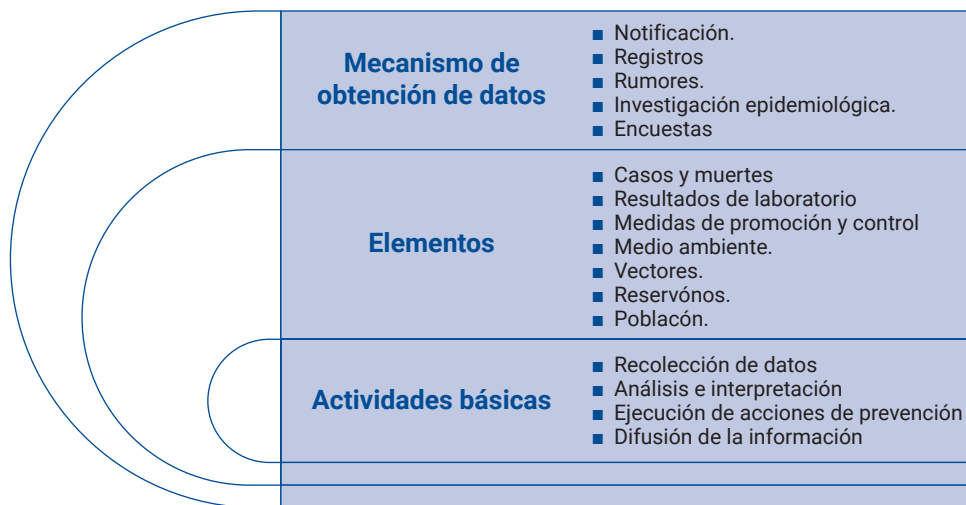 Mecanismo de
obtención de datos
Notificación.
Registros
Rumores.
Investigación epidemiológica.
Encuestas
Elementos
Casos y muertes
Resultados de laboratorio
Medidas de promoción y control
Medio ambiente.
Vectores.
Reservónos.
Poblacón.
Actividades básicas
Recolección de datos
Análisis e interpretación
Ejecución de acciones de prevención
Difusión de la información